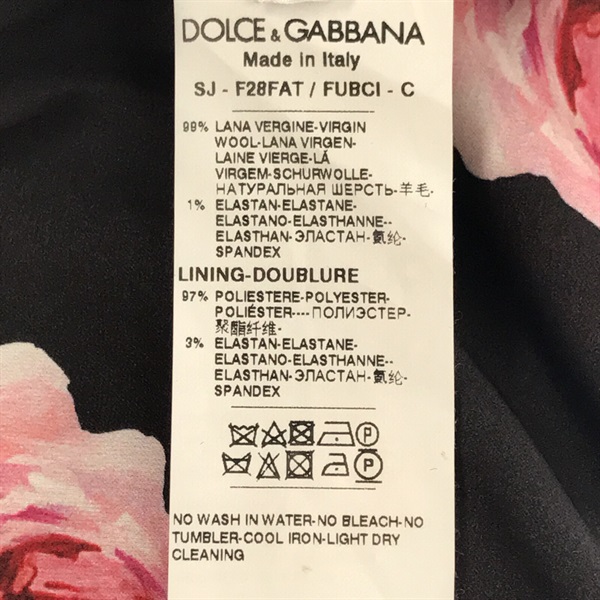 DOLCE & GABBANA
Made in Italy
SJ - F28FAT / FUBCI - C
99% LANA VERGINE-VIRGIN
WOOL-LANA VIRGEN-
LAINE VIERGE-LÁ
VIRGEM-SCHURWOLLE-
НАТУРАЛЬНАЯ ШЕРСТЬ-羊毛-
1% ELASTAN-ELASTANE-
ELASTANO-ELASTHANNE--
ELASTHAN-ЭЛАСТАН-氨纶-
SPANDEX
LINING-DOUBLURE
97% POLIESTERE-POLYESTER-
POLIÉSTER----ПОЛИЭСТЕР-
聚酯纤维-
3% ELASTAN-ELASTANE-
ELASTANO-ELASTHANNE--
ELASTHAN-ЭЛАСТАН-氨纶-
SPANDEX
P
P
NO WASH IN WATER-NO BLEACH-NO
TUMBLER-COOL IRON-LIGHT DRY
CLEANING